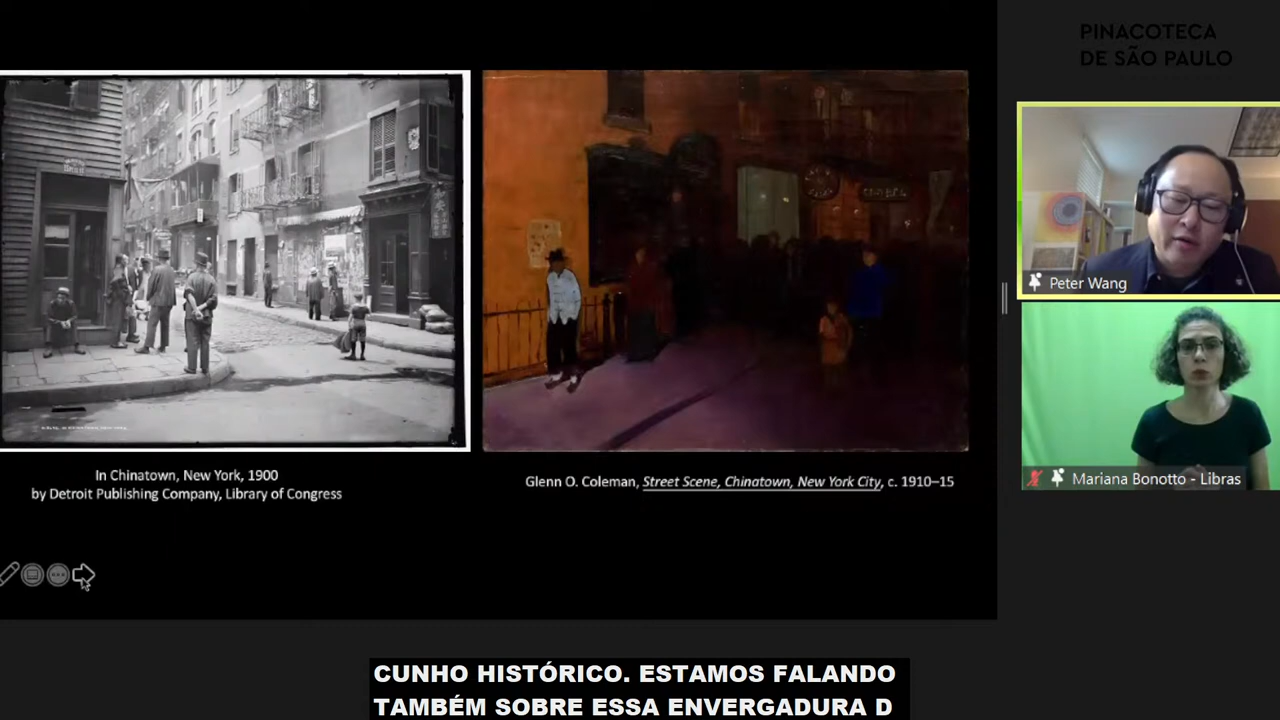 PINACOTECA
DE SÃO PAULO
In Chinatown, New York, 1900
by Detroit Publishing Company, Library of Congress
Glenn O. Coleman, Street Scene, Chinatown, New York City, c. 1910–15
Peter Wang
Mariana Bonotto - Libras
CUNHO HISTÓRICO. ESTAMOS FALANDO
TAMBÉM SOBRE ESSA ENVERGADURA D